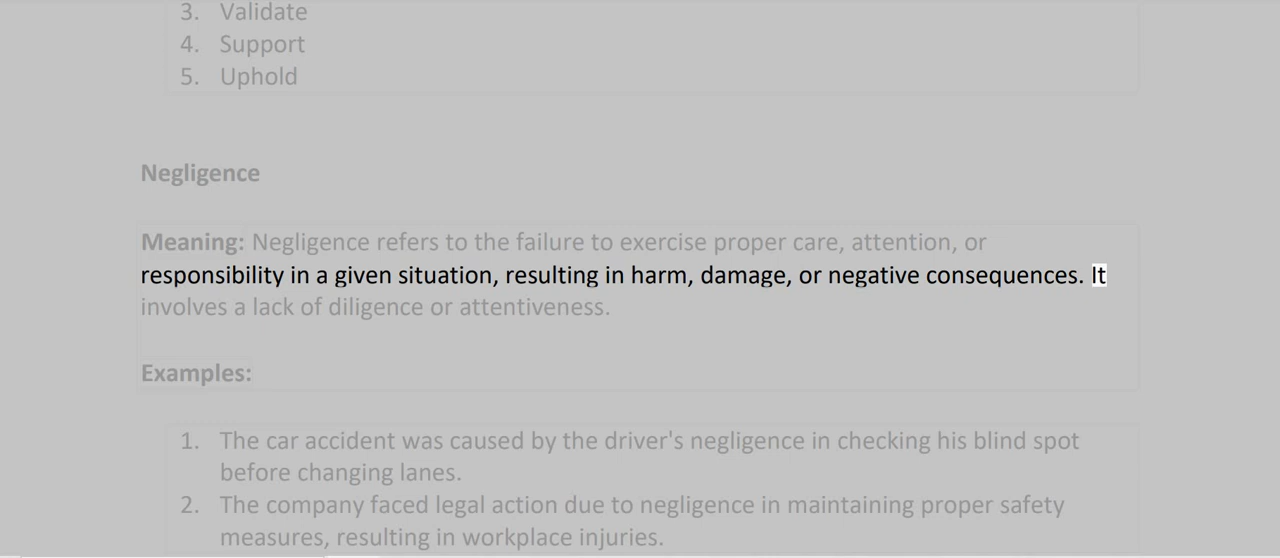 3. Validate
4. Support
5. Uphold
Negligence
Meaning: Negligence refers to the failure to exercise proper care, attention, or
responsibility in a given situation, resulting in harm, damage, or negative consequences. It
involves a lack of diligence or attentiveness.
Examples:
1. The car accident was caused by the driver's negligence in checking his blind spot
before changing lanes.
2. The company faced legal action due to negligence in maintaining proper safety
measures, resulting in workplace injuries.